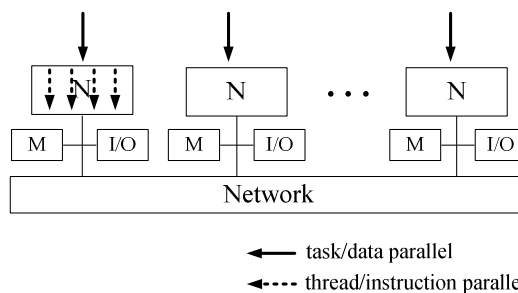 N N ... N
M I/O M I/O M I/O
Network
task/data parallel
thread/instruction paralle